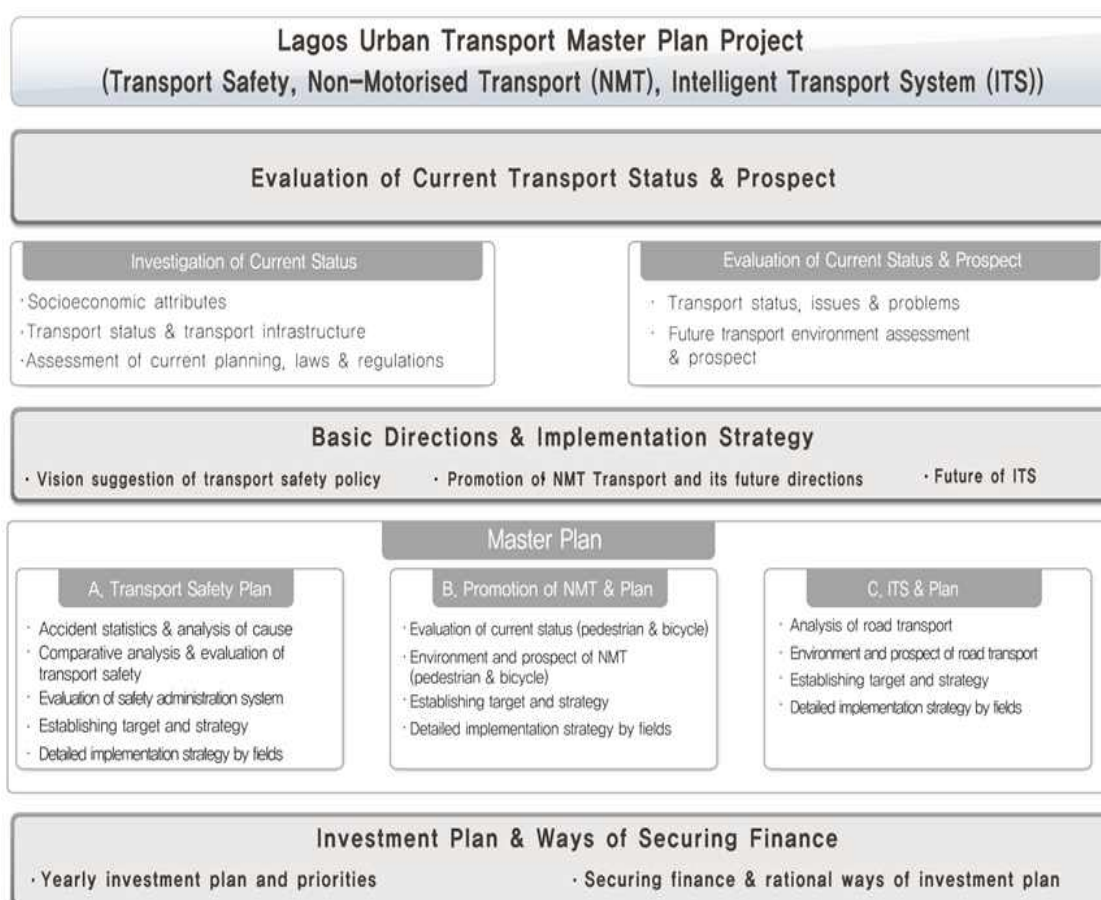 Lagos Urban Transport Master Plan Project
(Transport Safety, Non-Motorised Transport (NMT), Intelligent Transport System (ITS))
Evaluation of Current Transport Status & Prospect
Investigation of Current Status
· Socioeconomic attributes
· Transport status & transport infrastructure
· Assessment of current planning, laws & regulations
Evaluation of Current Status & Prospect
· Transport status, issues & problems
· Future transport environment assessment
& prospect
Basic Directions & Implementation Strategy
· Vision suggestion of transport safety policy
· Promotion of NMT Transport and its future directions
· Future of ITS
Master Plan
A. Transport Safety Plan
· Accident statistics & analysis of cause
· Comparative analysis & evaluation of
transport safety
· Evaluation of safety administration system
· Establishing target and strategy
· Detailed implementation strategy by fields
B. Promotion of NMT & Plan
· Evaluation of current status (pedestrian & bicycle)
· Environment and prospect of NMT
(pedestrian & bicycle)
· Establishing target and strategy
· Detailed implementation strategy by fields
C. ITS & Plan
· Analysis of road transport
· Environment and prospect of road transport
· Establishing target and strategy
· Detailed implementation strategy by fields
Investment Plan & Ways of Securing Finance
· Yearly investment plan and priorities
· Securing finance & rational ways of investment plan